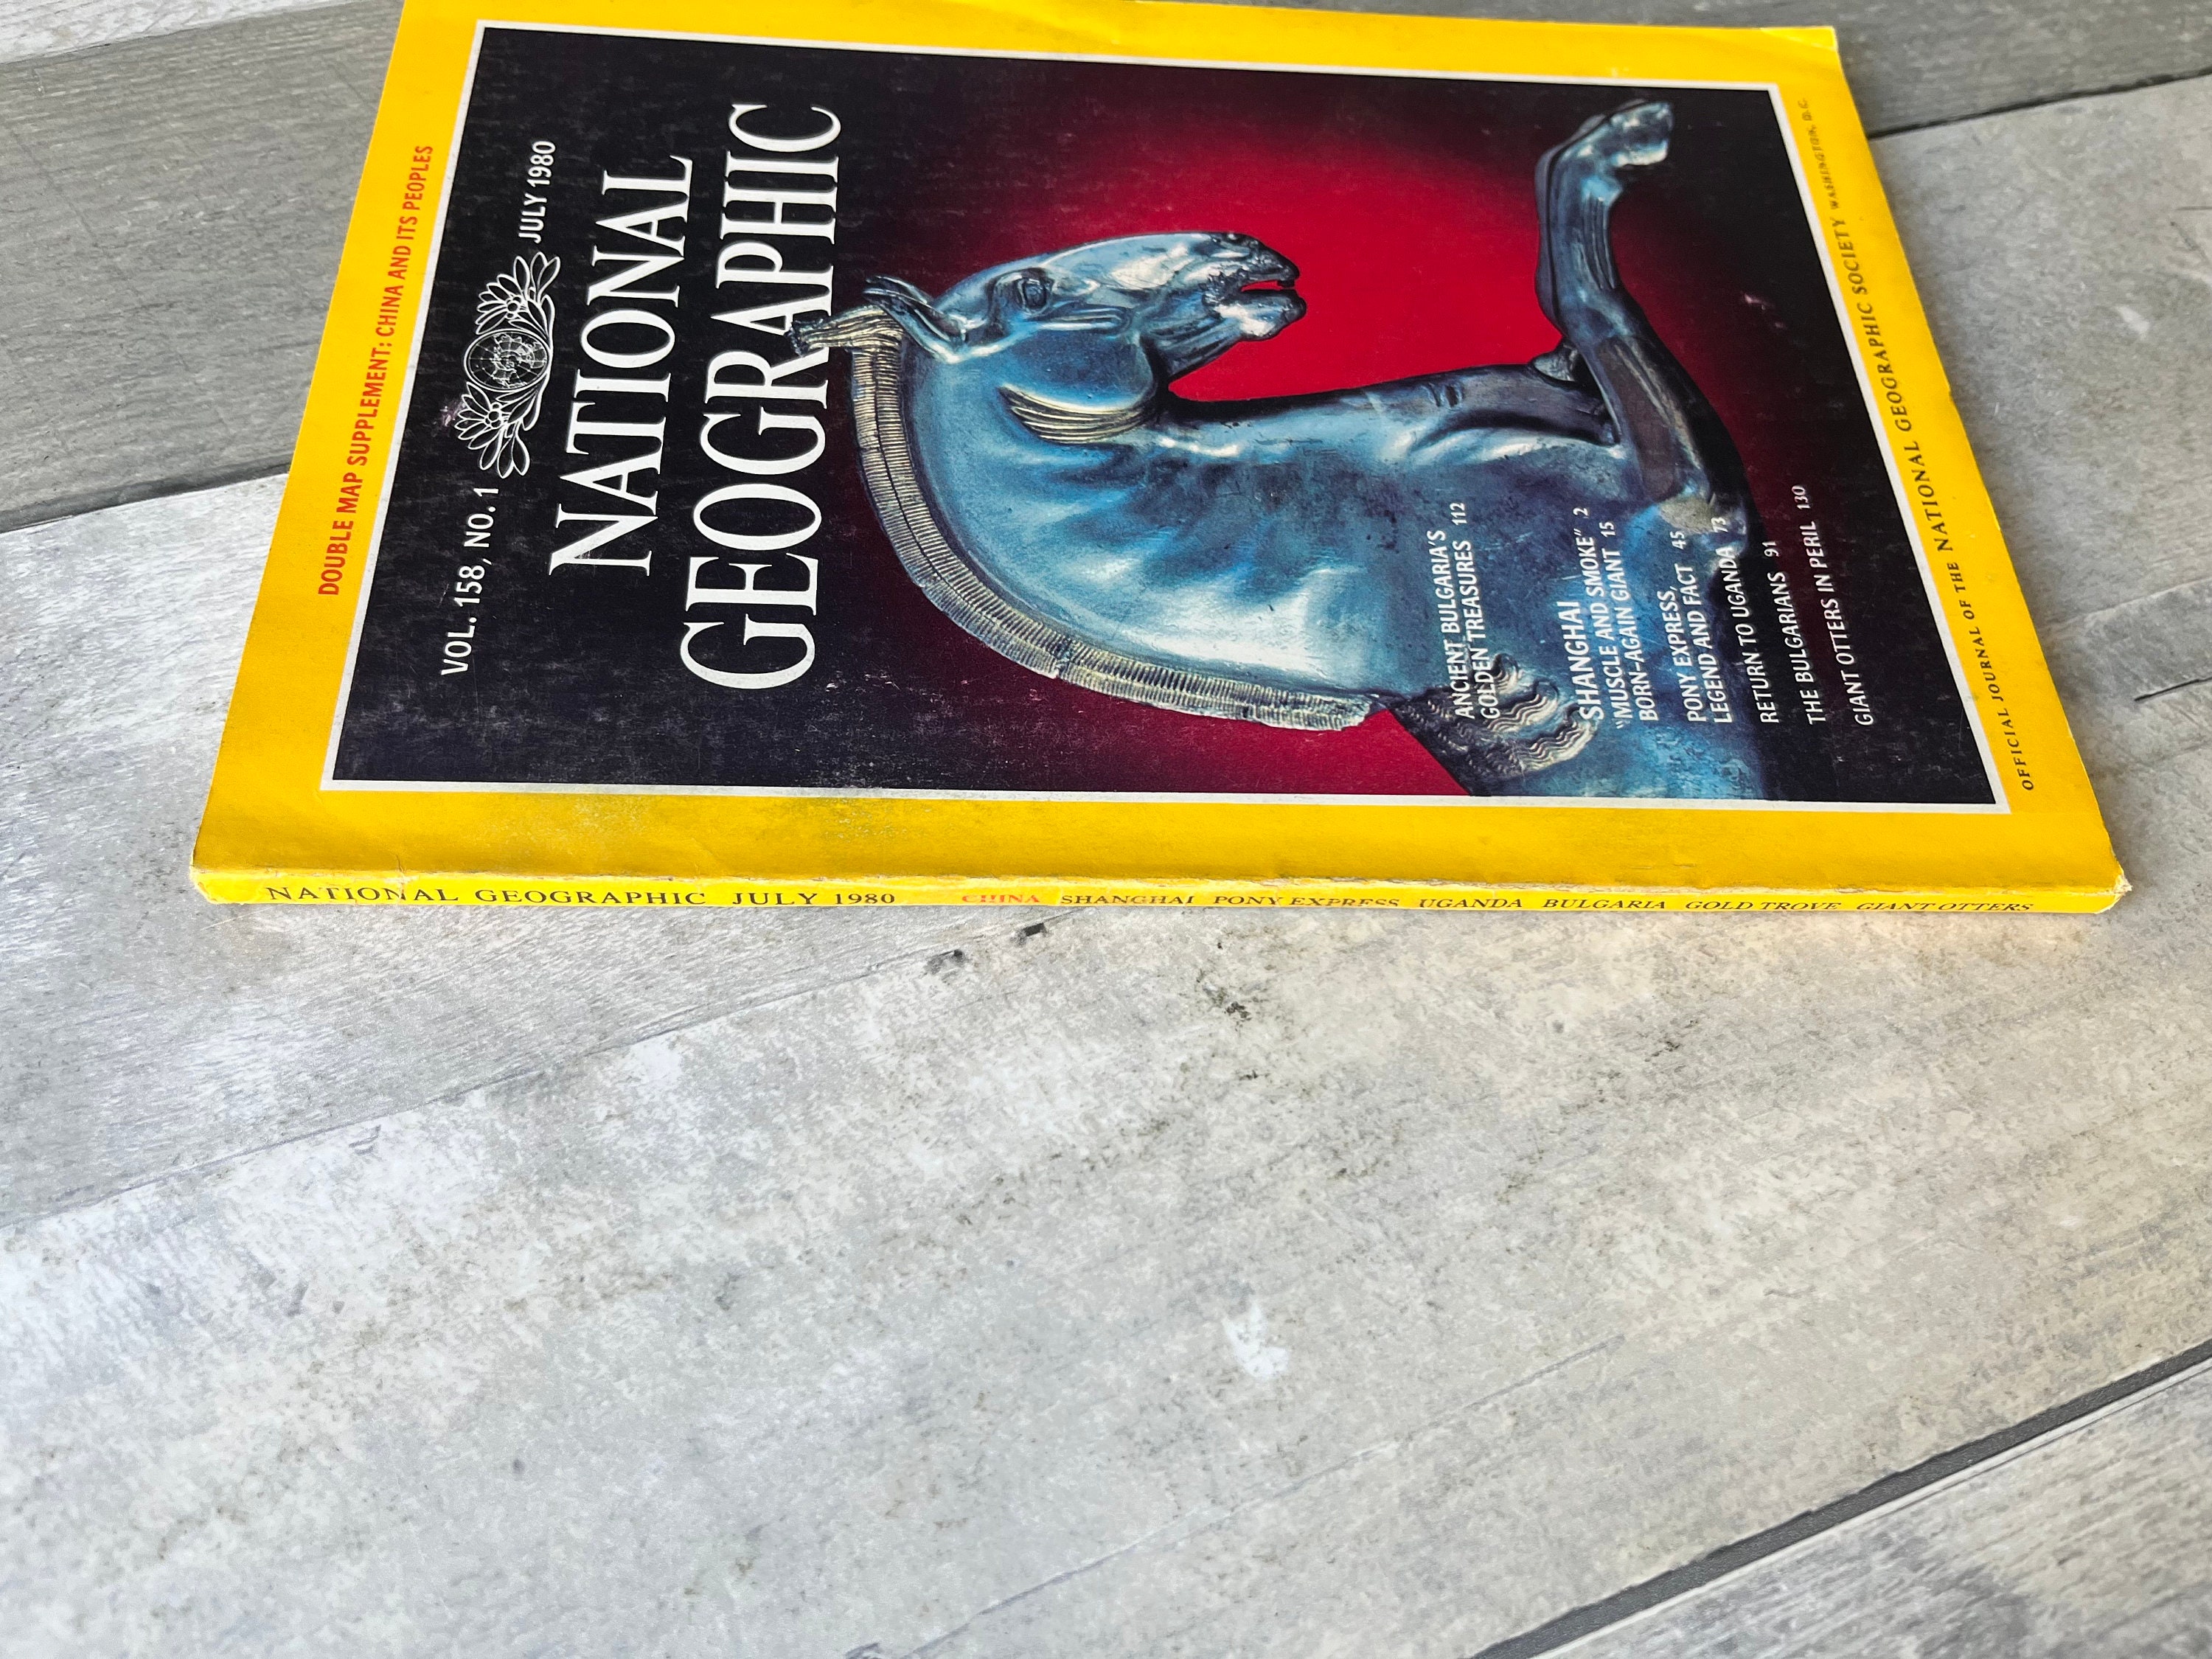 DOUBLE MAP SUPPLEMENT: CHINA AND ITS PEOPLES
VOL. 158, NO. 1
JULY 1980
NATIONAL
GEOGRAPHIC
ANCIENT BULGARIA'S
GOLDEN TREASURES 112
SHANGHAI
"MUSCLE AND SMOKE" 2
BORN-AGAIN GIANT 15
PONY EXPRESS,
LEGEND AND FACT 45
RETURN TO UGANDA 73
THE BULGARIANS 91
GIANT OTTERS IN PERIL 130
OFFICIAL JOURNAL OF THE NATIONAL GEOGRAPHIC SOCIETY WASHINGTON, D.C.
NATIONAL GEOGRAPHIC JULY 1980 CHINA SHANGHAI PONY EXPRESS UGANDA BULGARIA GOLD TROVE GIANT OTTERS